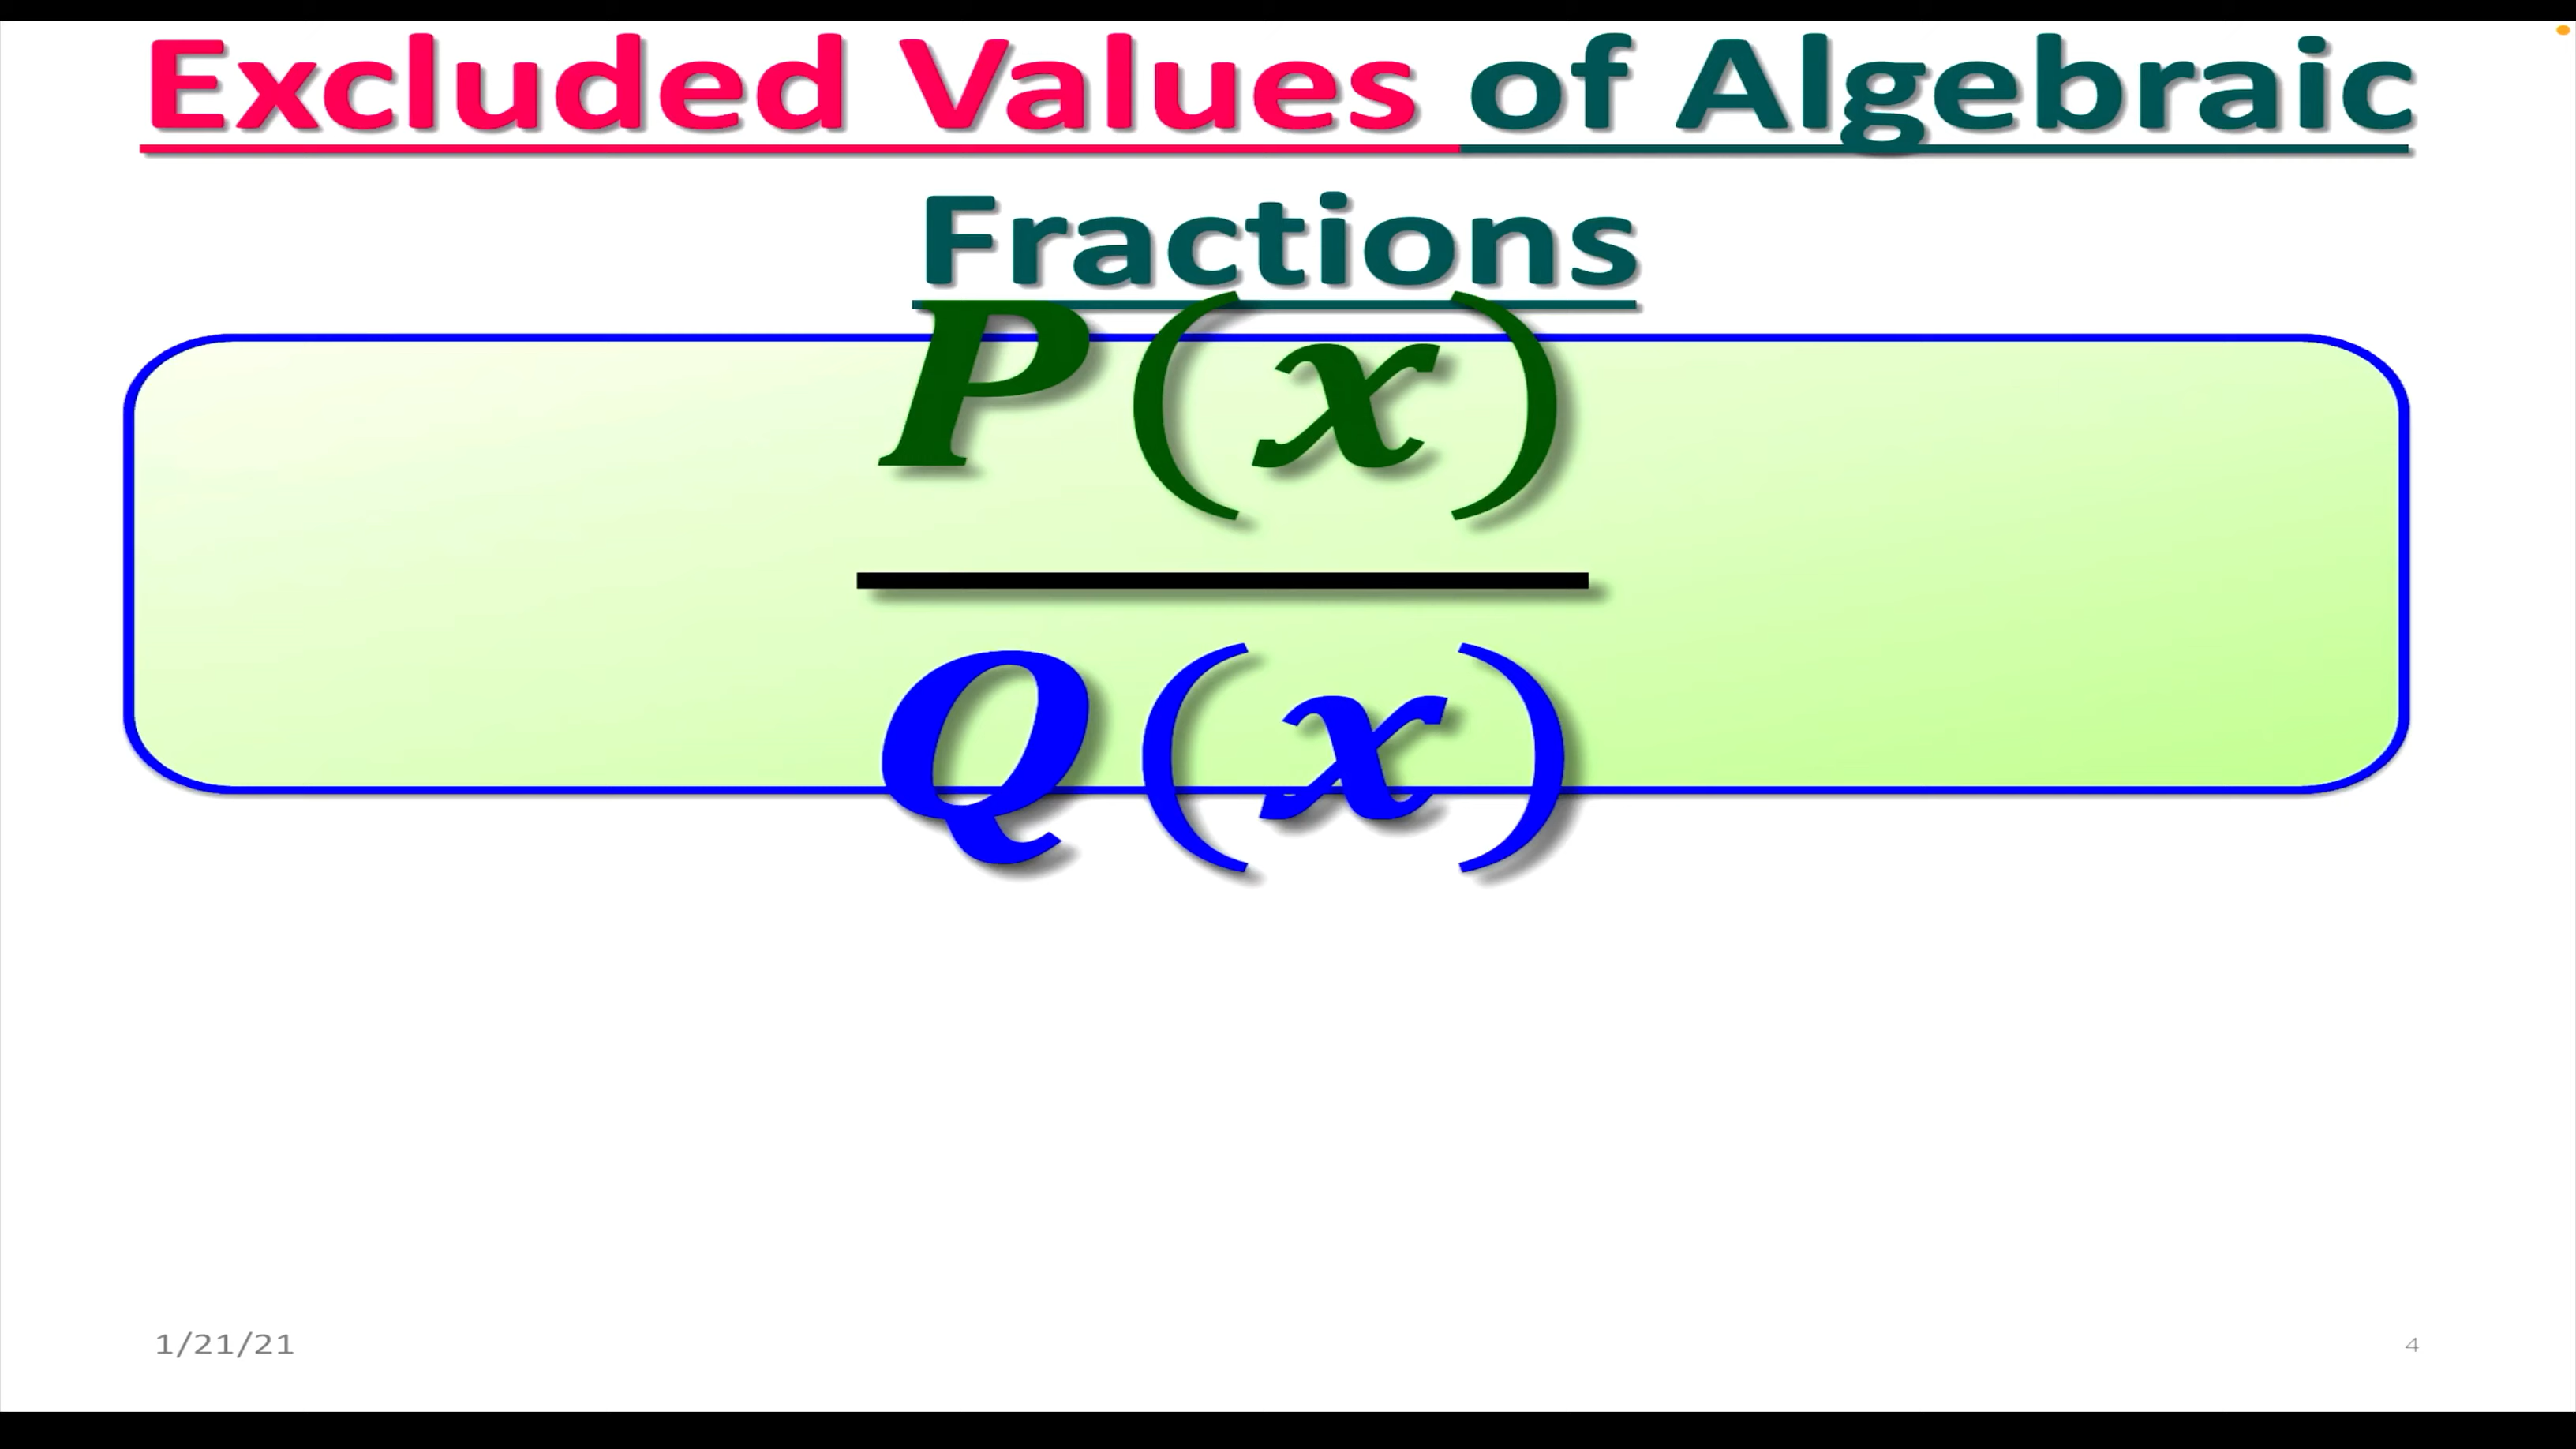 Excluded Values of Algebraic
Fractions
P(x)
Q(x)
1/21/21
4